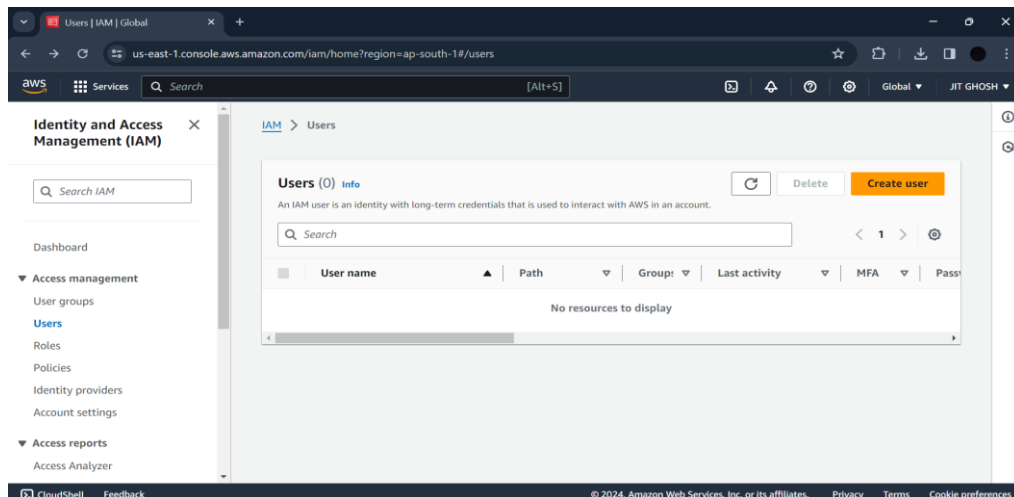 Users | IAM | Global
us-east-1.console.aws.amazon.com/iam/home?region=ap-south-1#/users
aws Services Search [Alt+S] Global JIT GHOSH
Identity and Access
Management (IAM)
Search IAM
Dashboard
Access management
User groups
Users
Roles
Policies
Identity providers
Account settings
Access reports
Access Analyzer
IAM > Users
Users (0) Info Delete Create user
An IAM user is an identity with long-term credentials that is used to interact with AWS in an account.
Search < 1 >
User name Path Group: Last activity MFA Pass
No resources to display
CloudShell Feedback © 2024, Amazon Web Services, Inc. or its affiliates. Privacy Terms Cookie preferences